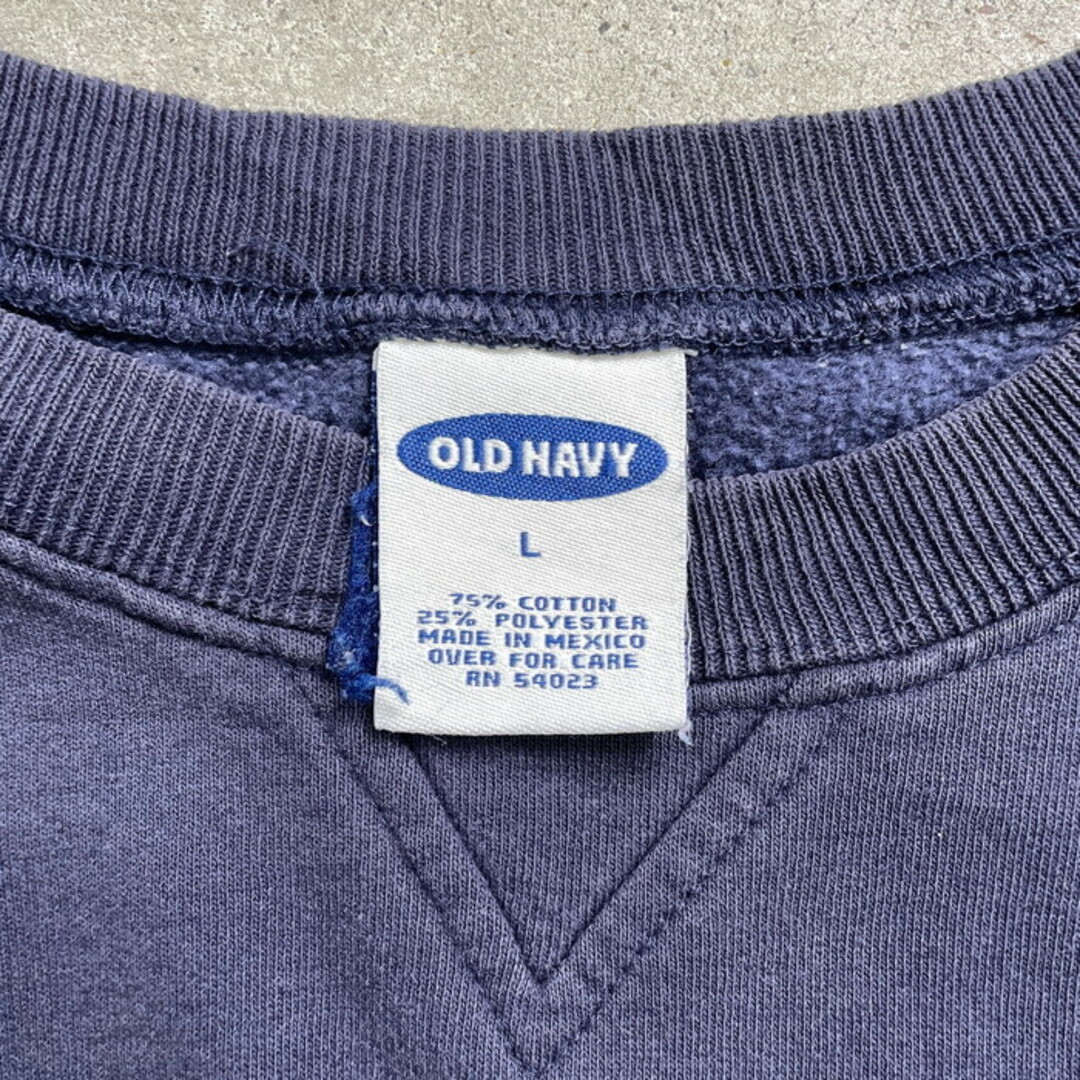 OLD NAVY
L
75% COTTON
25% POLYESTER
MADE IN MEXICO
OVER FOR CARE
RN 54023